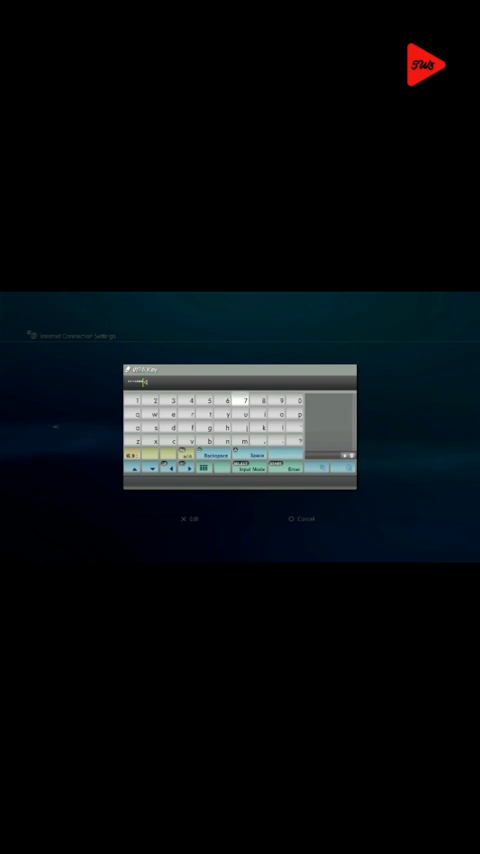 TWS
Internet Connection Settings
WPA Key
1 2 3 4 5 6 7 8 9 0
q w e r t y u i o p
a s d f g h j k l '
z x c v b n m , . ?
Backspace Space
Input Mode Enter
Edit Cancel